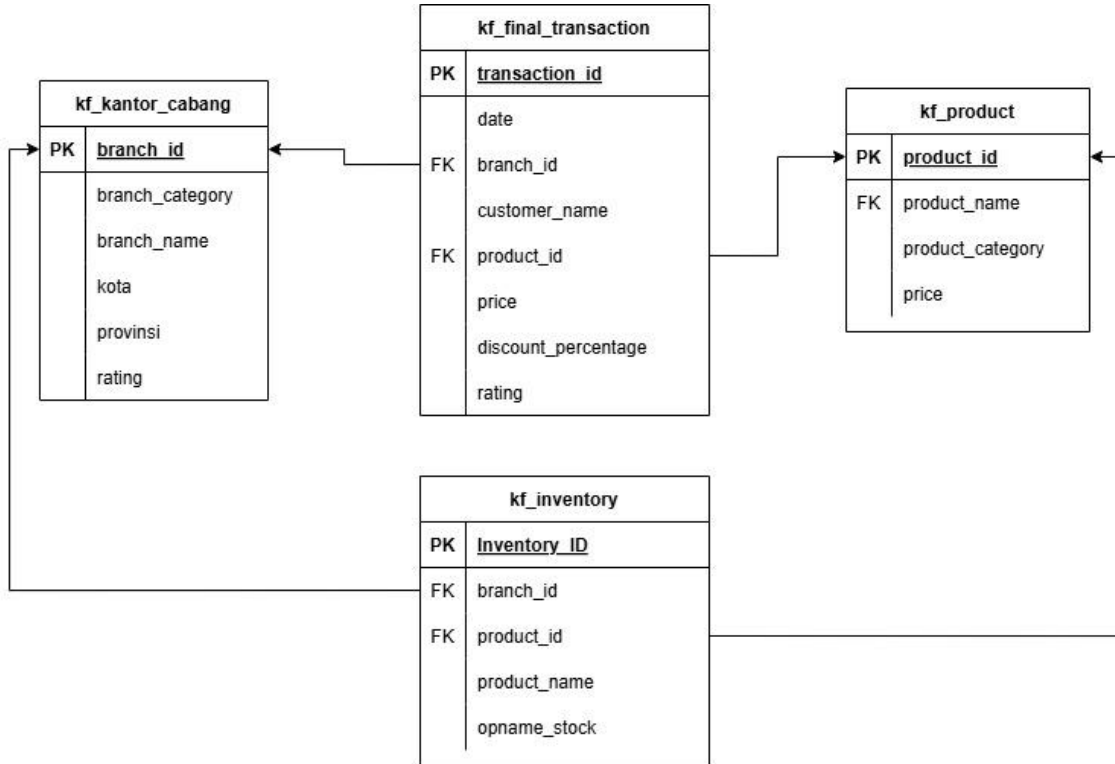 kf_final_transaction
PK transaction_id
date
FK branch_id
customer_name
FK product_id
price
discount_percentage
rating
kf_kantor_cabang
PK branch_id
branch_category
branch_name
kota
provinsi
rating
kf_product
PK product_id
FK product_name
product_category
price
kf_inventory
PK Inventory_ID
FK branch_id
FK product_id
product_name
opname_stock